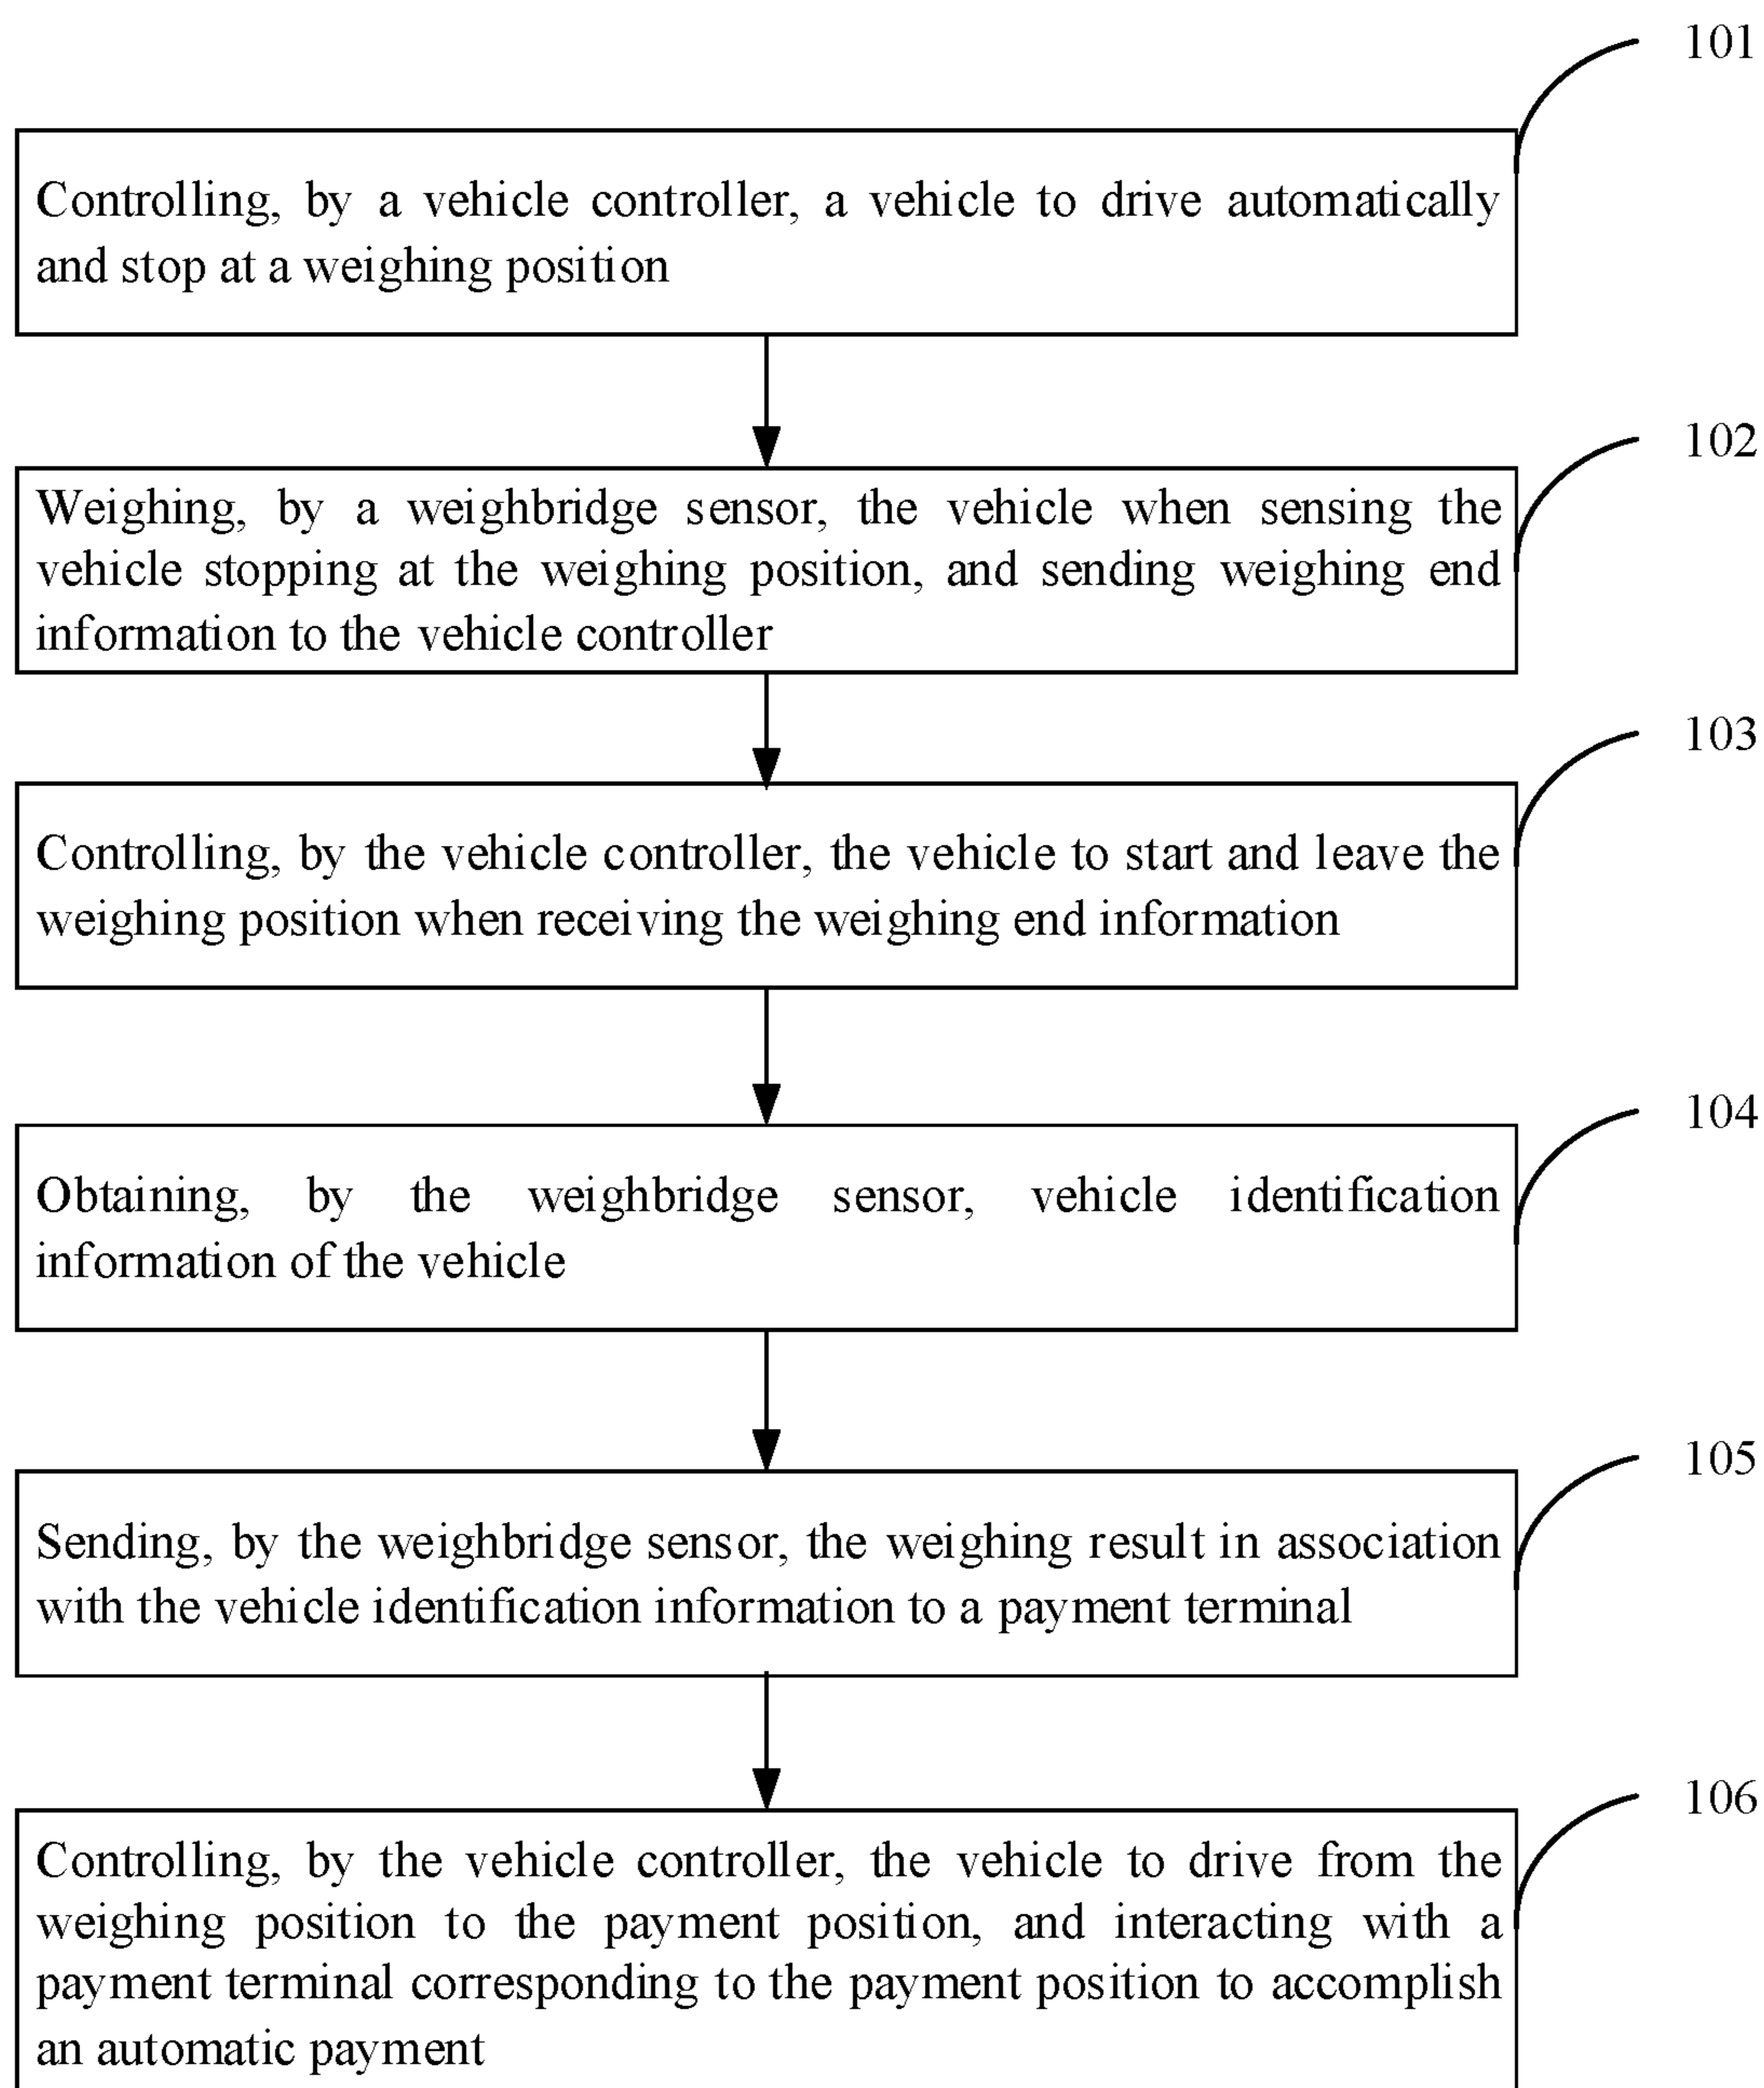 101
Controlling, by a vehicle controller, a vehicle to drive automatically
and stop at a weighing position
102
Weighing, by a weighbridge sensor, the vehicle when sensing the
vehicle stopping at the weighing position, and sending weighing end
information to the vehicle controller
103
Controlling, by the vehicle controller, the vehicle to start and leave the
weighing position when receiving the weighing end information
104
Obtaining, by the weighbridge sensor, vehicle identification
information of the vehicle
105
Sending, by the weighbridge sensor, the weighing result in association
with the vehicle identification information to a payment terminal
106
Controlling, by the vehicle controller, the vehicle to drive from the
weighing position to the payment position, and interacting with a
payment terminal corresponding to the payment position to accomplish
an automatic payment